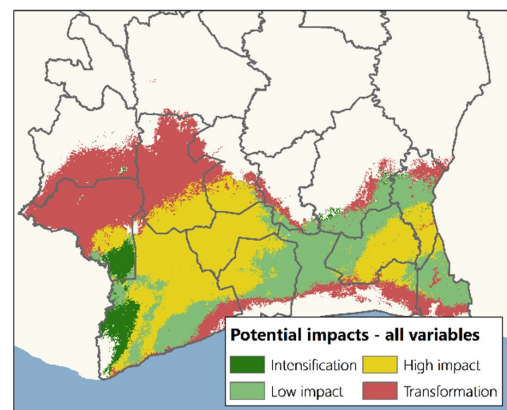 Potential impacts - all variables
Intensification
High impact
Low impact
Transformation